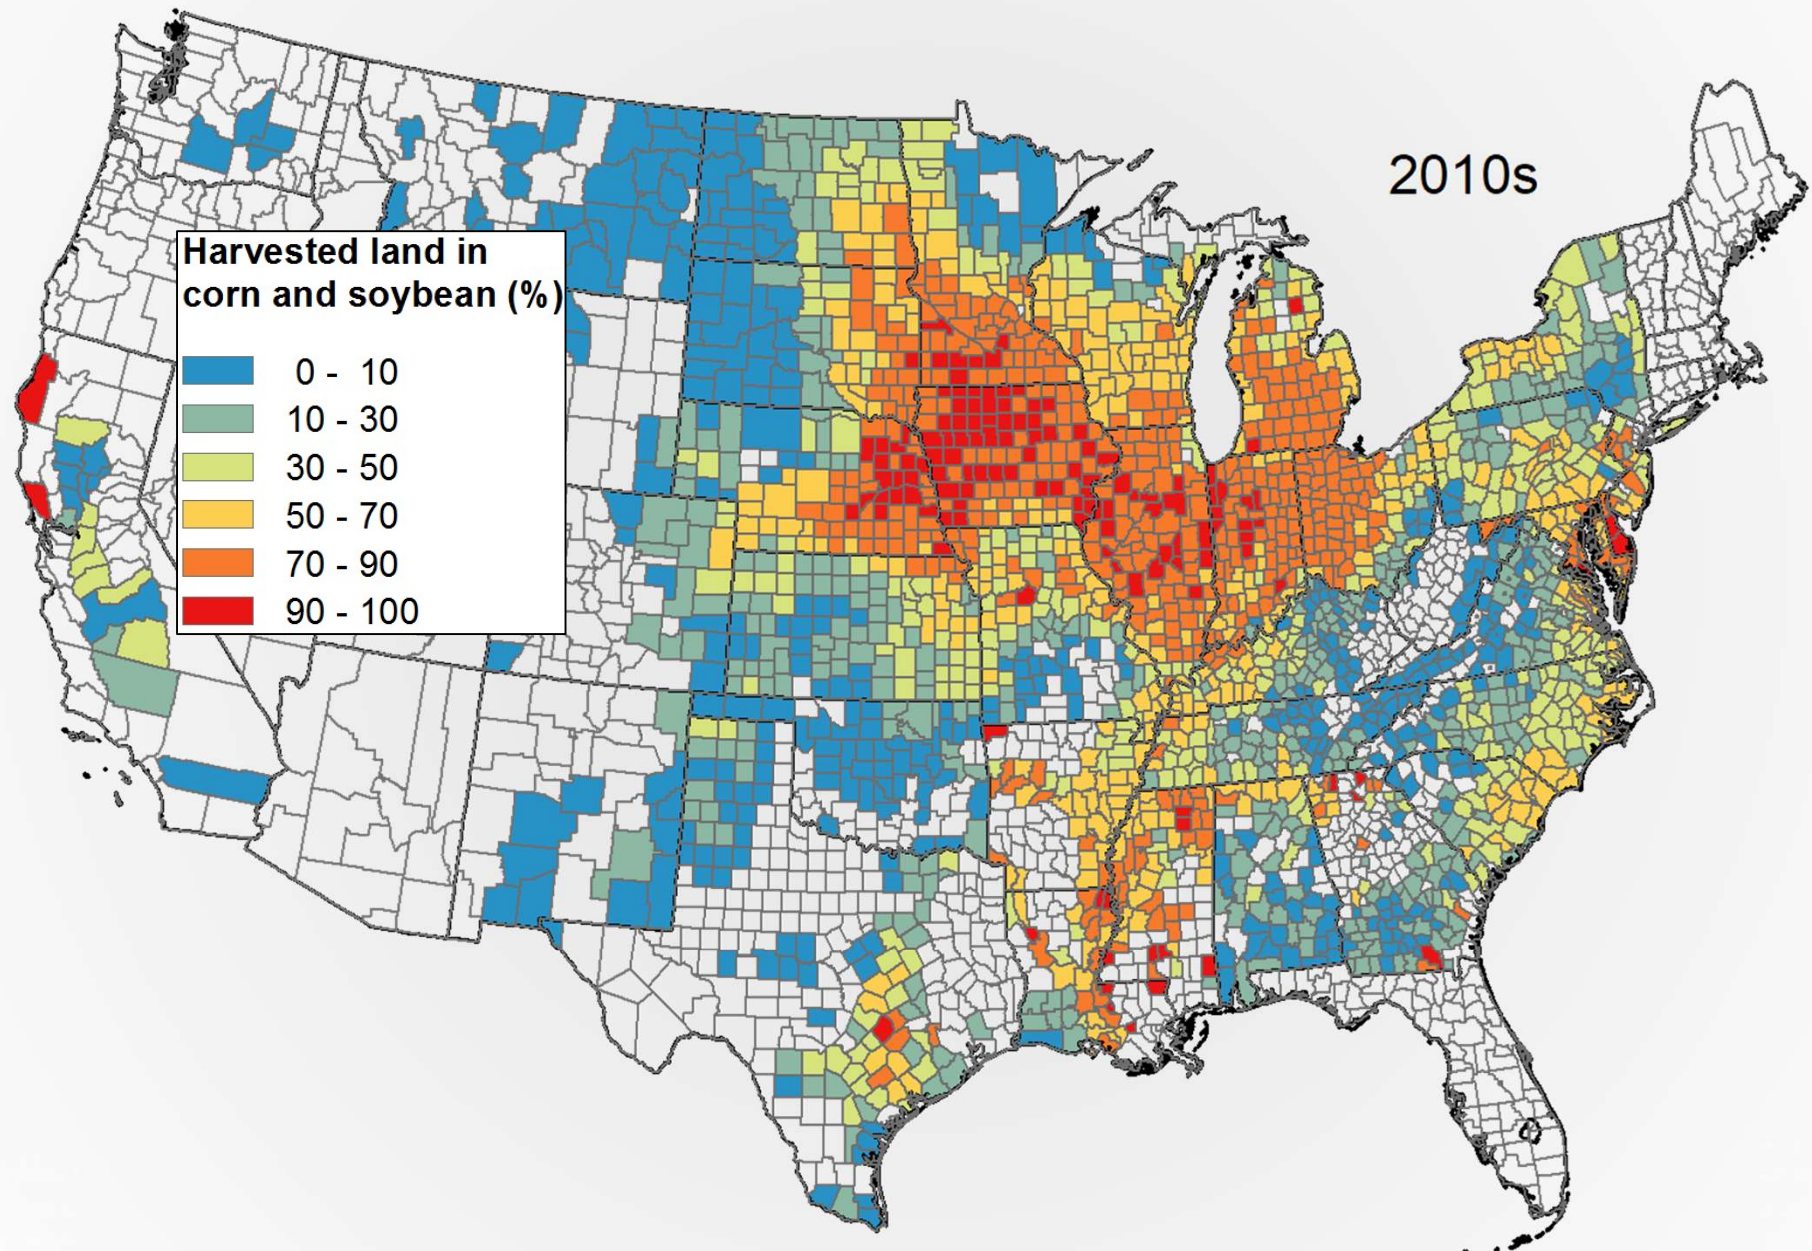 2010s
Harvested land in
corn and soybean (%)
0 - 10
10 - 30
30 - 50
50 - 70
70 - 90
90 - 100